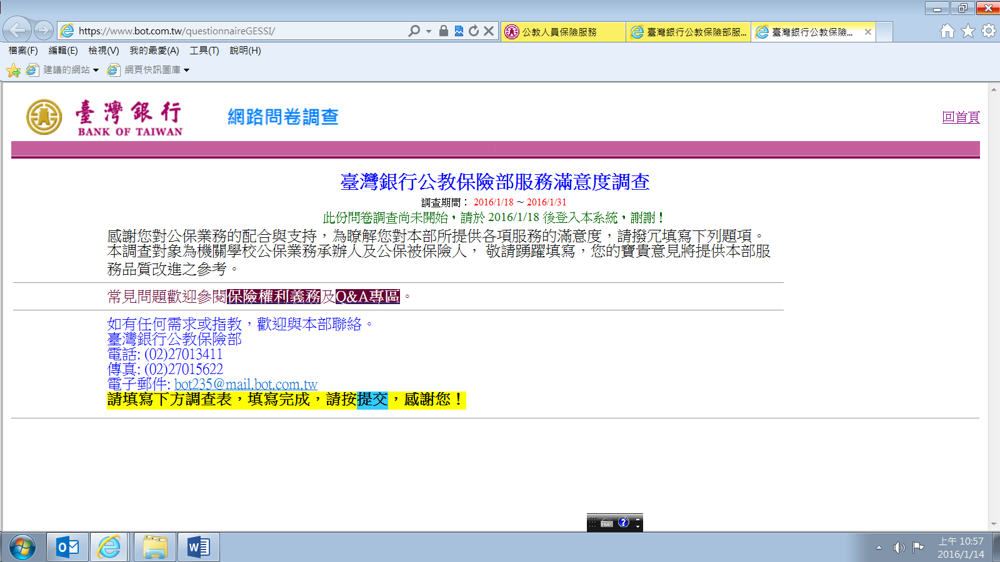 https://www.bot.com.tw/questionnaireGESSI/
公教人員保險服務
臺灣銀行公教保險部服...
臺灣銀行公教保險...
檔案(F) 編輯(E) 檢視(V) 我的最愛(A) 工具(T) 說明(H)
建議的網站 網頁快訊圖庫
臺灣銀行
BANK OF TAIWAN
網路問卷調查
回首頁
臺灣銀行公教保險部服務滿意度調查
調查期間： 2016/1/18 ~ 2016/1/31
此份問卷調查尚未開始，請於 2016/1/18 後登入本系統，謝謝！
感謝您對公保業務的配合與支持，為瞭解您對本部所提供各項服務的滿意度，請撥冗填寫下列題項。
本調查對象為機關學校公保業務承辦人及公保被保險人， 敬請踴躍填寫，您的寶貴意見將提供本部服
務品質改進之參考。
常見問題歡迎參閱保險權利義務及Q&A專區。
如有任何需求或指教，歡迎與本部聯絡。
臺灣銀行公教保險部
電話: (02)27013411
傳真: (02)27015622
電子郵件: bot235@mail.bot.com.tw
請填寫下方調查表，填寫完成，請按提交，感謝您！
上午 10:57
2016/1/14